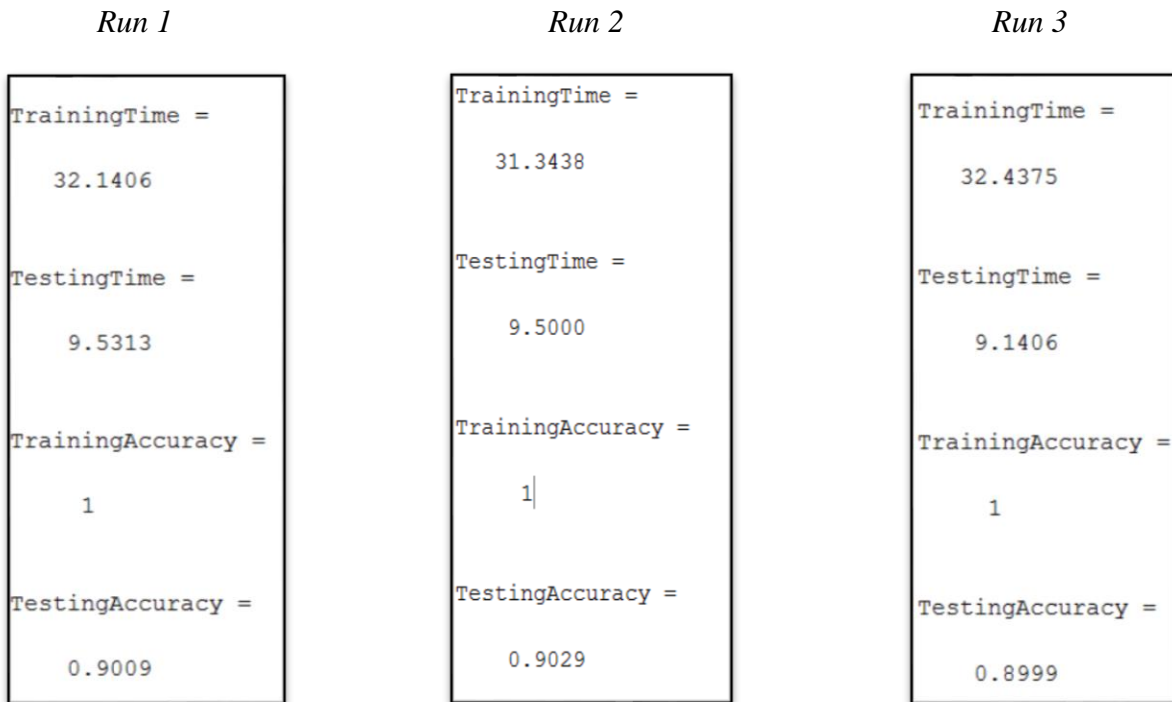 Run 1
TrainingTime =
32.1406
TestingTime =
9.5313
TrainingAccuracy =
1
TestingAccuracy =
0.9009
Run 2
TrainingTime =
31.3438
TestingTime =
9.5000
TrainingAccuracy =
1
TestingAccuracy =
0.9029
Run 3
TrainingTime =
32.4375
TestingTime =
9.1406
TrainingAccuracy =
1
TestingAccuracy =
0.8999